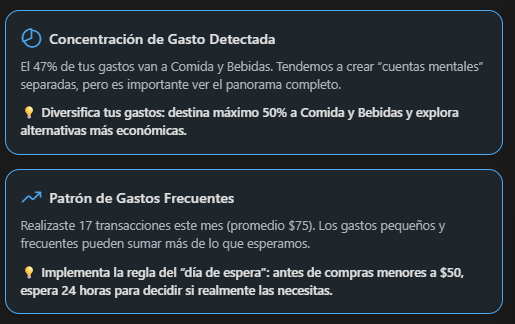 Concentración de Gasto Detectada
El 47% de tus gastos van a Comida y Bebidas. Tendemos a crear “cuentas mentales”
separadas, pero es importante ver el panorama completo.
💡 Diversifica tus gastos: destina máximo 50% a Comida y Bebidas y explora
alternativas más económicas.
Patrón de Gastos Frecuentes
Realizaste 17 transacciones este mes (promedio $75). Los gastos pequeños y
frecuentes pueden sumar más de lo que esperamos.
💡 Implementa la regla del “día de espera”: antes de compras menores a $50,
espera 24 horas para decidir si realmente las necesitas.